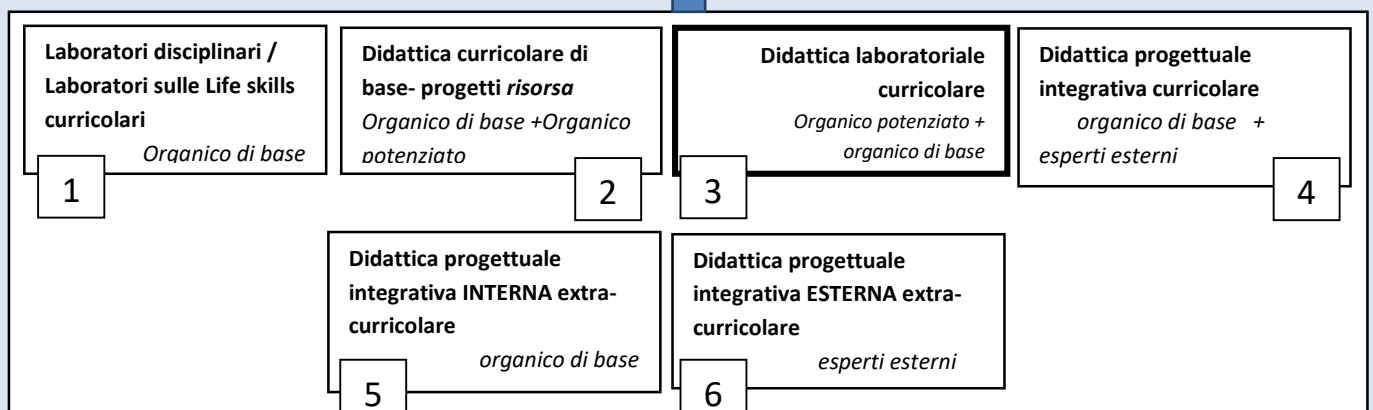 Laboratori disciplinari /
Laboratori sulle Life skills
curricolari
Organico di base
1
Didattica curricolare di
base- progetti risorsa
Organico di base +Organico
potenziato
2
Didattica laboratoriale
curricolare
Organico potenziato +
organico di base
3
Didattica progettuale
integrativa curricolare
organico di base +
esperti esterni
4
Didattica progettuale
integrativa INTERNA extra-
curricolare
organico di base
5
Didattica progettuale
integrativa ESTERNA extra-
curricolare
esperti esterni
6